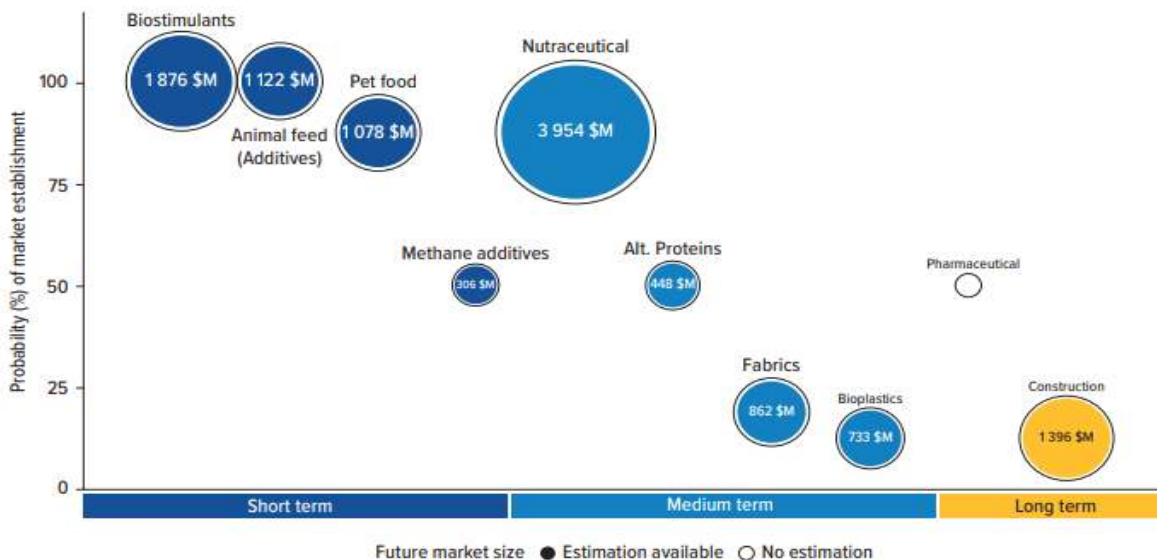 Biostimulants
1 876 $M
1 122 $M
Animal feed
(Additives)
Pet food
1 078 $M
Nutraceutical
3 954 $M
Methane additives
306 $M
Alt. Proteins
448 $M
Pharmaceutical
Fabrics
862 $M
Bioplastics
733 $M
Construction
1 396 $M
Probability (%) of market establishment
100
75
50
25
0
Short term
Medium term
Long term
Future market size ● Estimation available ○ No estimation